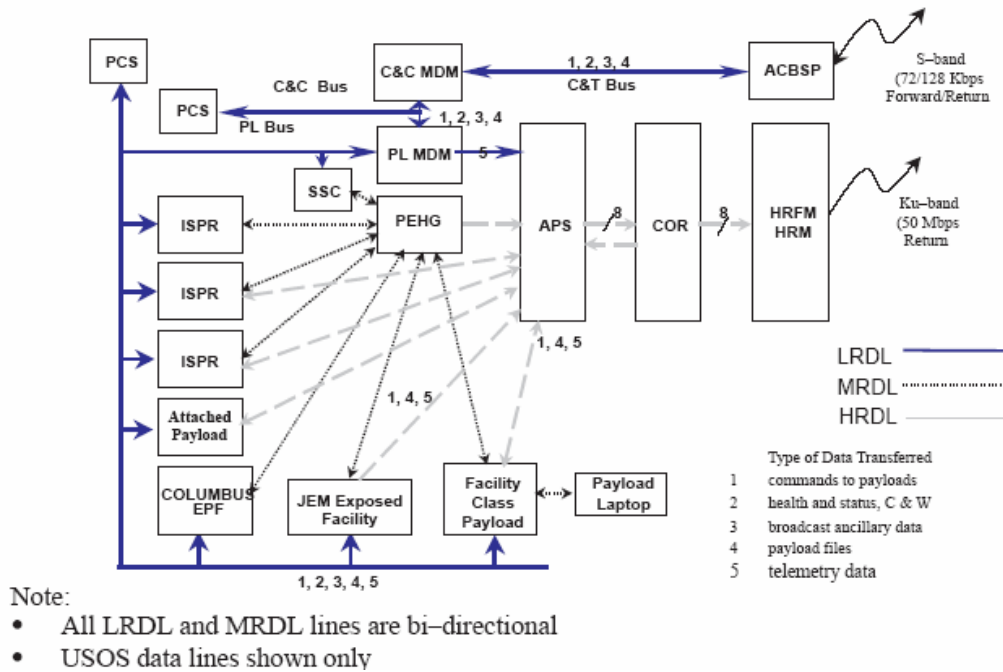 PCS
C&C MDM
1, 2, 3, 4
C&T Bus
ACBSP
S–band
(72/128 Kbps
Forward/Return
C&C Bus
PCS
PL Bus
1, 2, 3, 4
PL MDM
5
SSC
ISPR
PEHG
APS
8
COR
8
HRFM
HRM
Ku–band
(50 Mbps
Return
ISPR
ISPR
1, 4, 5
LRDL
MRDL
HRDL
1, 4, 5
Attached
Payload
COLUMBUS
EPF
JEM Exposed
Facility
Facility
Class
Payload
Payload
Laptop
Type of Data Transferred
1 commands to payloads
2 health and status, C & W
3 broadcast ancillary data
4 payload files
5 telemetry data
1, 2, 3, 4, 5
Note:
• All LRDL and MRDL lines are bi–directional
• USOS data lines shown only